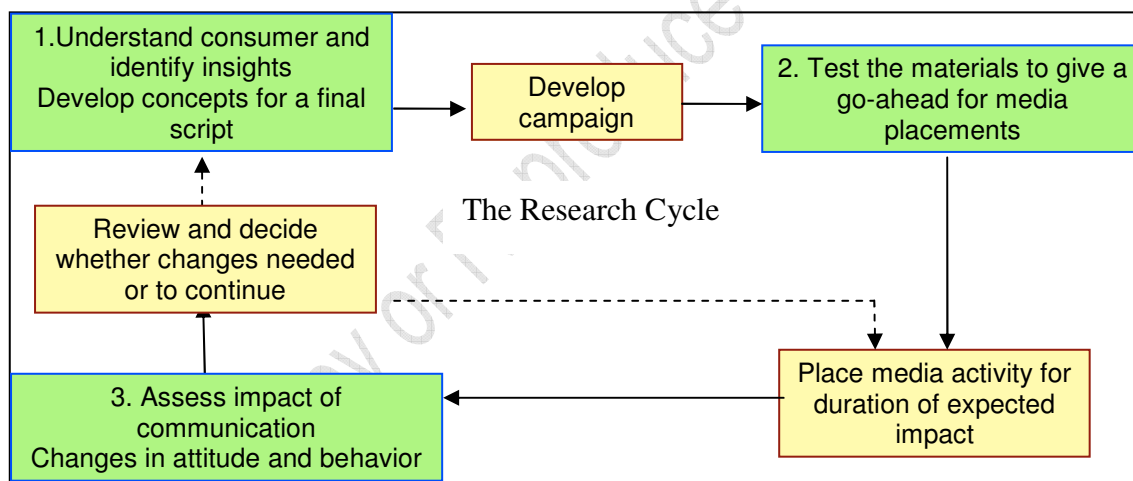 1.Understand consumer and
identify insights
Develop concepts for a final
script
Develop
campaign
2. Test the materials to give a
go-ahead for media
placements
The Research Cycle
Review and decide
whether changes needed
or to continue
Place media activity for
duration of expected
impact
3. Assess impact of
communication
Changes in attitude and behavior